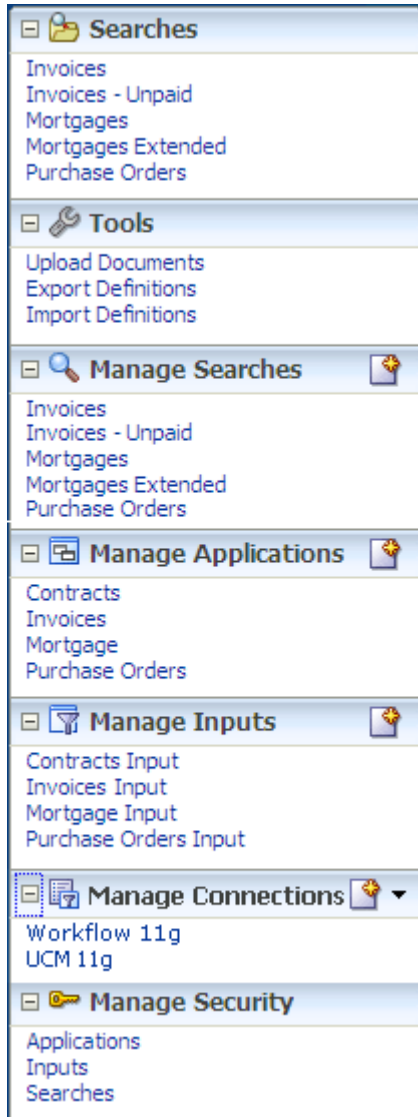 Searches
Invoices
Invoices - Unpaid
Mortgages
Mortgages Extended
Purchase Orders
Tools
Upload Documents
Export Definitions
Import Definitions
Manage Searches
Invoices
Invoices - Unpaid
Mortgages
Mortgages Extended
Purchase Orders
Manage Applications
Contracts
Invoices
Mortgage
Purchase Orders
Manage Inputs
Contracts Input
Invoices Input
Mortgage Input
Purchase Orders Input
Manage Connections
Workflow 11g
UCM 11g
Manage Security
Applications
Inputs
Searches